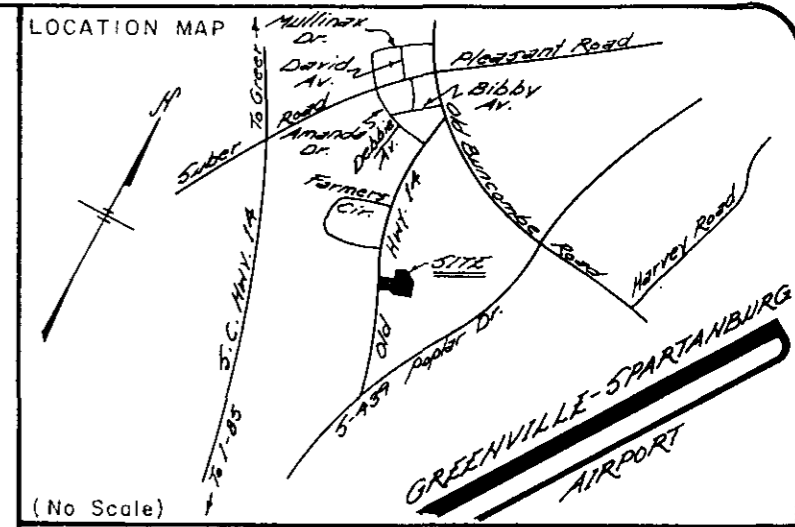 LOCATION MAP
To Greer
Mullinax
Dr.
David
Av.
Pleasant Road
Bibby
Av.
Suber Road
Amanda
Dr.
Debbie
Av.
Old Buncombe Road
Farmers
Cir.
Old HWY. 14
SITE
Harvey Road
S.C. HWY. 14
To I-85
S-439 Poplar Dr.
GREENVILLE-SPARTANBURG
AIRPORT
(No Scale)